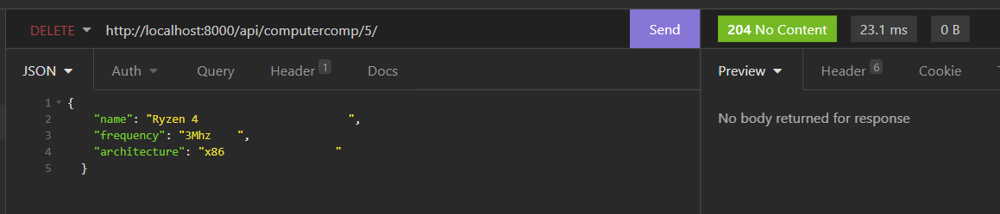 DELETE http://localhost:8000/api/computercomp/5/ Send 204 No Content 23.1 ms 0 B
JSON Auth Query Header 1 Docs Preview Header 6 Cookie
1 {
2 "name": "Ryzen 4                       ",
3 "frequency": "3Mhz    ",
4 "architecture": "x86                 "
5 }
No body returned for response